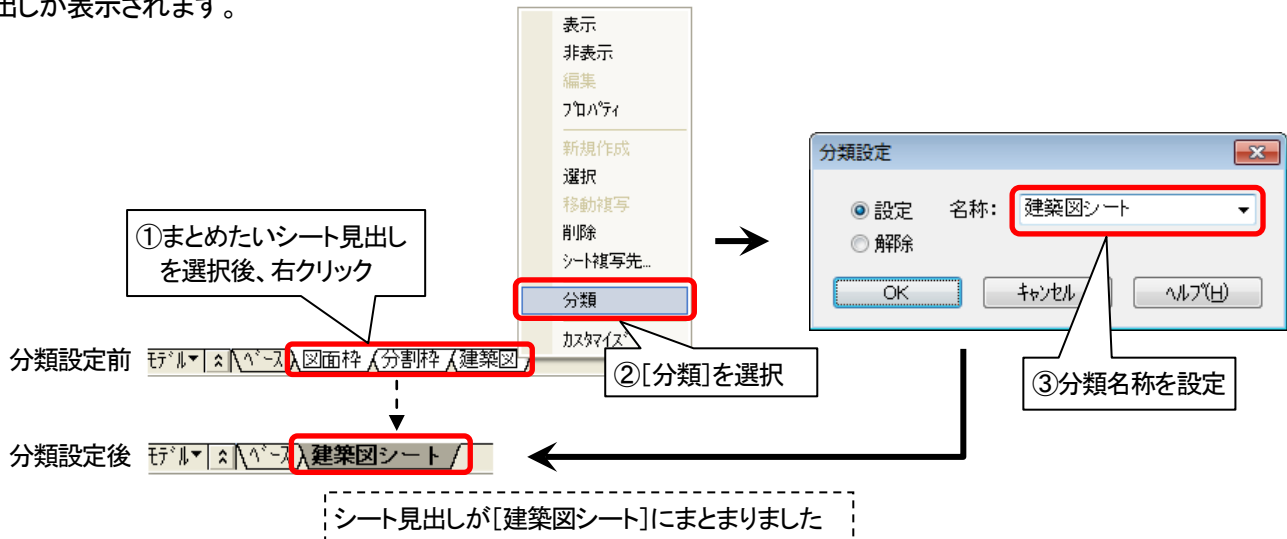 出しが表示されます。
表示
非表示
編集
プロパティ
新規作成
選択
移動複写
削除
シート複写先...
分類
カスタマイズ
分類設定
設定 名称: 建築図シート
解除
OK キャンセル ヘルプ(H)
①まとめたいシート見出し
を選択後、右クリック
②[分類]を選択
③分類名称を設定
分類設定前 モデル ベース 図面枠 分割枠 建築図
分類設定後 モデル ベース 建築図シート
シート見出しが[建築図シート]にまとまりました